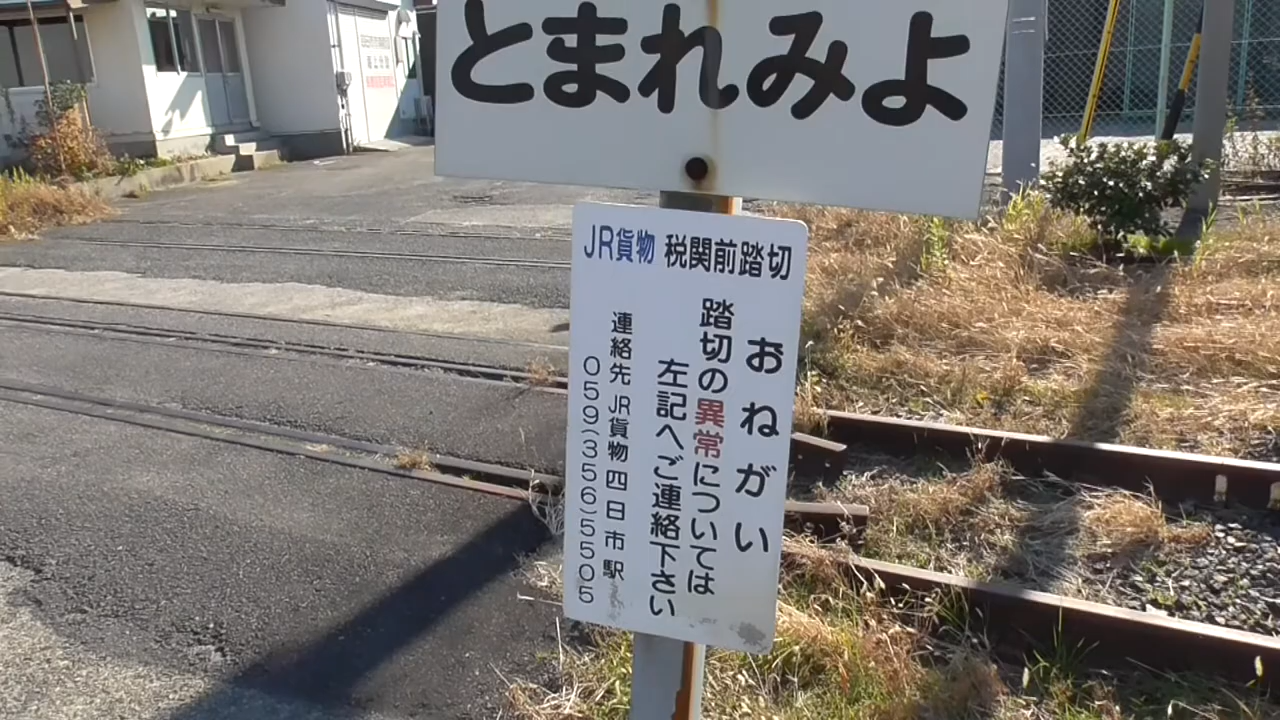 とまれみよ
JR貨物 税関前踏切
おねがい
踏切の異常については
左記へご連絡下さい
連絡先 JR貨物四日市駅
059(356)5505